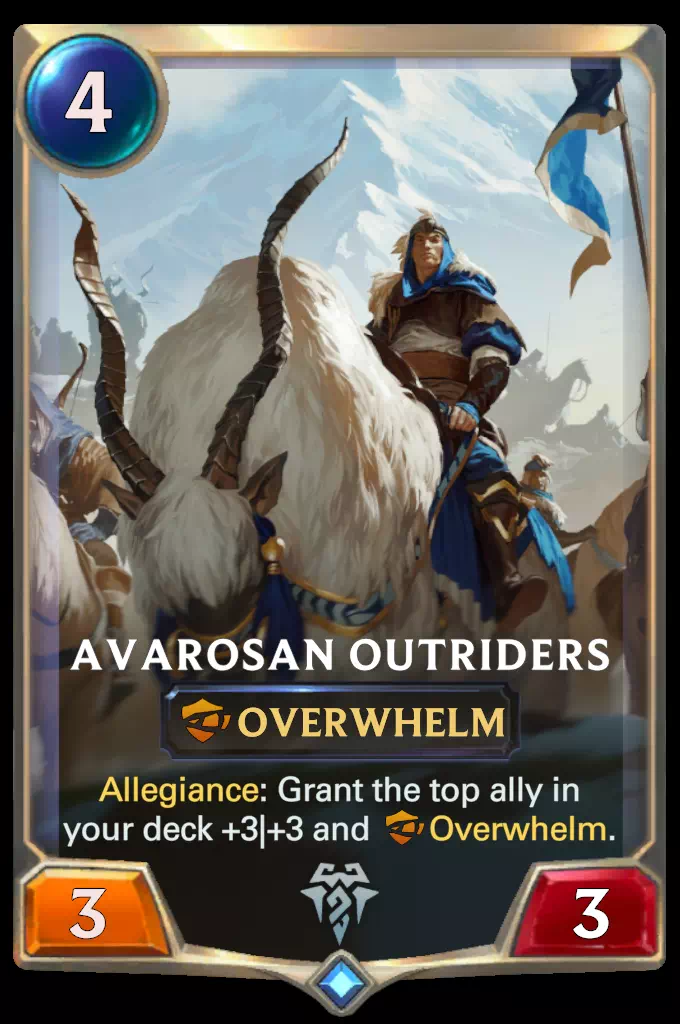 4
AVAROSAN OUTRIDERS
OVERWHELM
Allegiance: Grant the top ally in
your deck +3|+3 and Overwhelm.
3
3